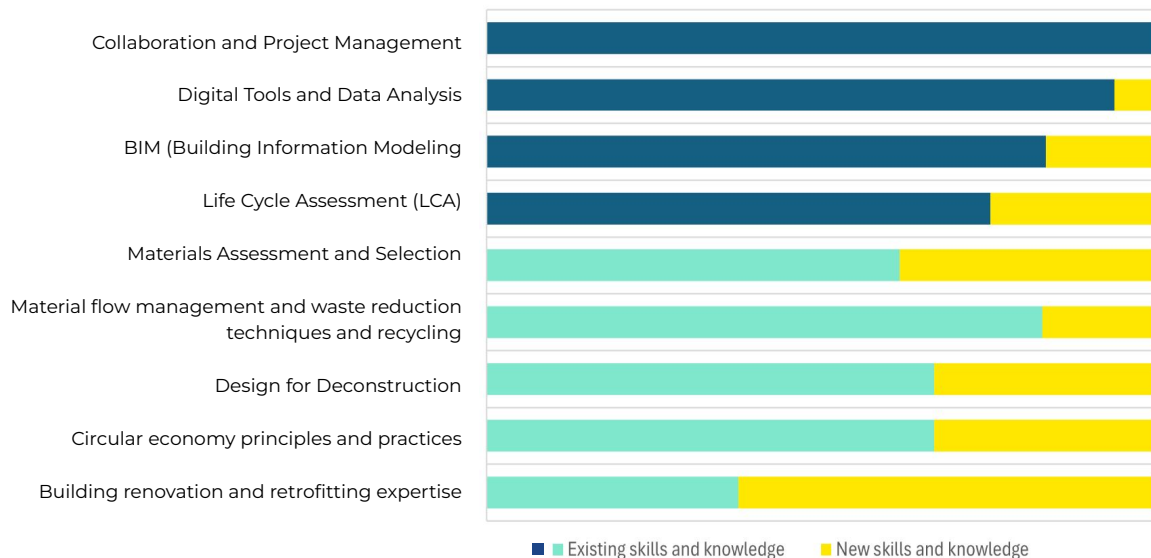 Collaboration and Project Management
Digital Tools and Data Analysis
BIM (Building Information Modeling
Life Cycle Assessment (LCA)
Materials Assessment and Selection
Material flow management and waste reduction
techniques and recycling
Design for Deconstruction
Circular economy principles and practices
Building renovation and retrofitting expertise
Existing skills and knowledge
New skills and knowledge